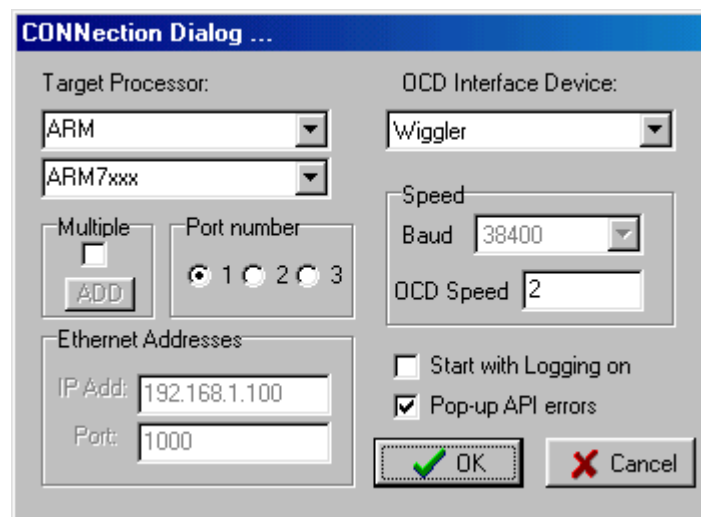 CONNection Dialog ...
Target Processor:
ARM
ARM7xxx
OCD Interface Device:
Wiggler
Multiple
ADD
Port number
1 2 3
Speed
Baud 38400
OCD Speed 2
Ethernet Addresses
IP Add: 192.168.1.100
Port: 1000
Start with Logging on
Pop-up API errors
OK
Cancel